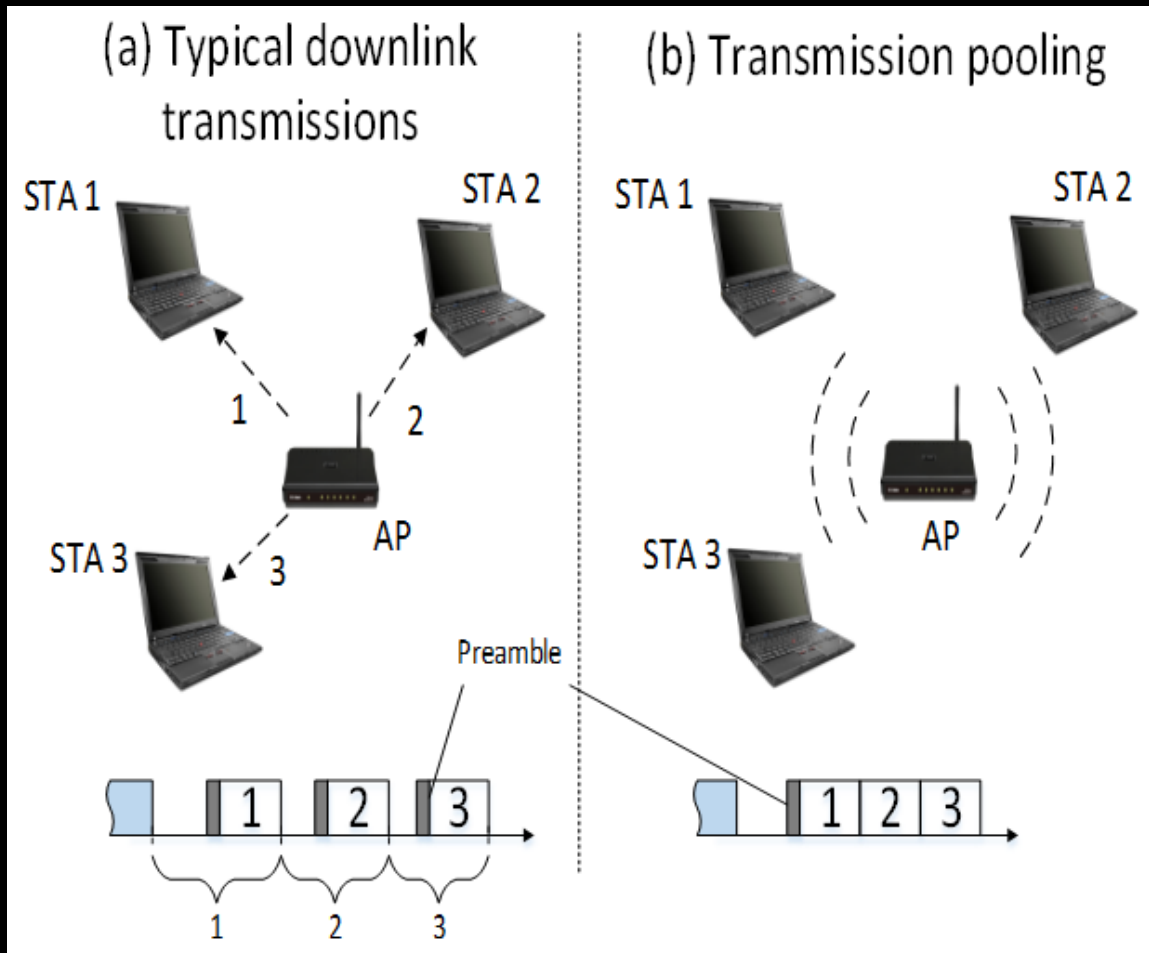 (a) Typical downlink
transmissions
STA 1
STA 2
1
2
AP
STA 3
3
Preamble
1 2 3
1 2 3
(b) Transmission pooling
STA 1
STA 2
AP
STA 3
1 2 3